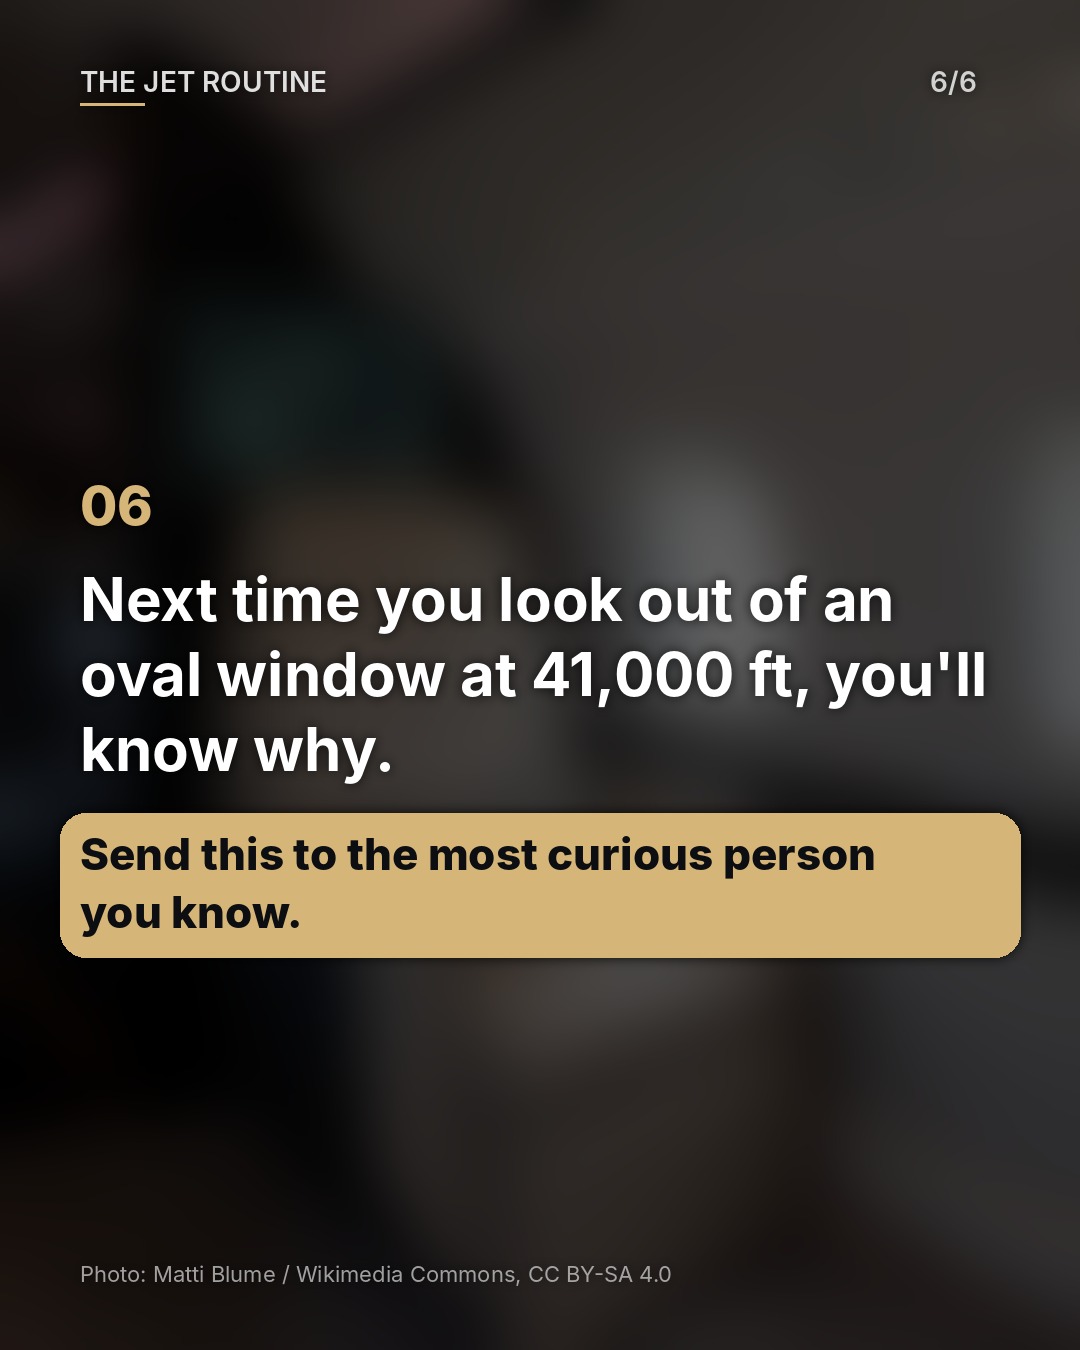 THE JET ROUTINE
6/6
06
Next time you look out of an
oval window at 41,000 ft, you'll
know why.
Send this to the most curious person
you know.
Photo: Matti Blume / Wikimedia Commons, CC BY-SA 4.0